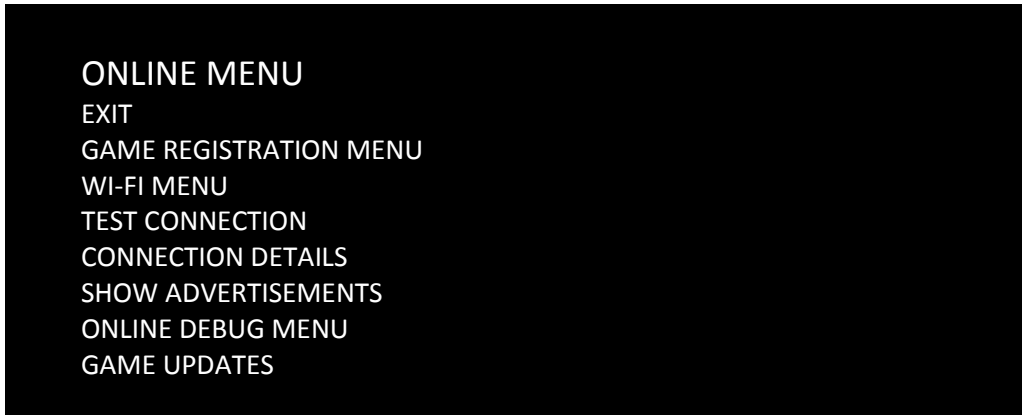 ONLINE MENU
EXIT
GAME REGISTRATION MENU
WI-FI MENU
TEST CONNECTION
CONNECTION DETAILS
SHOW ADVERTISEMENTS
ONLINE DEBUG MENU
GAME UPDATES